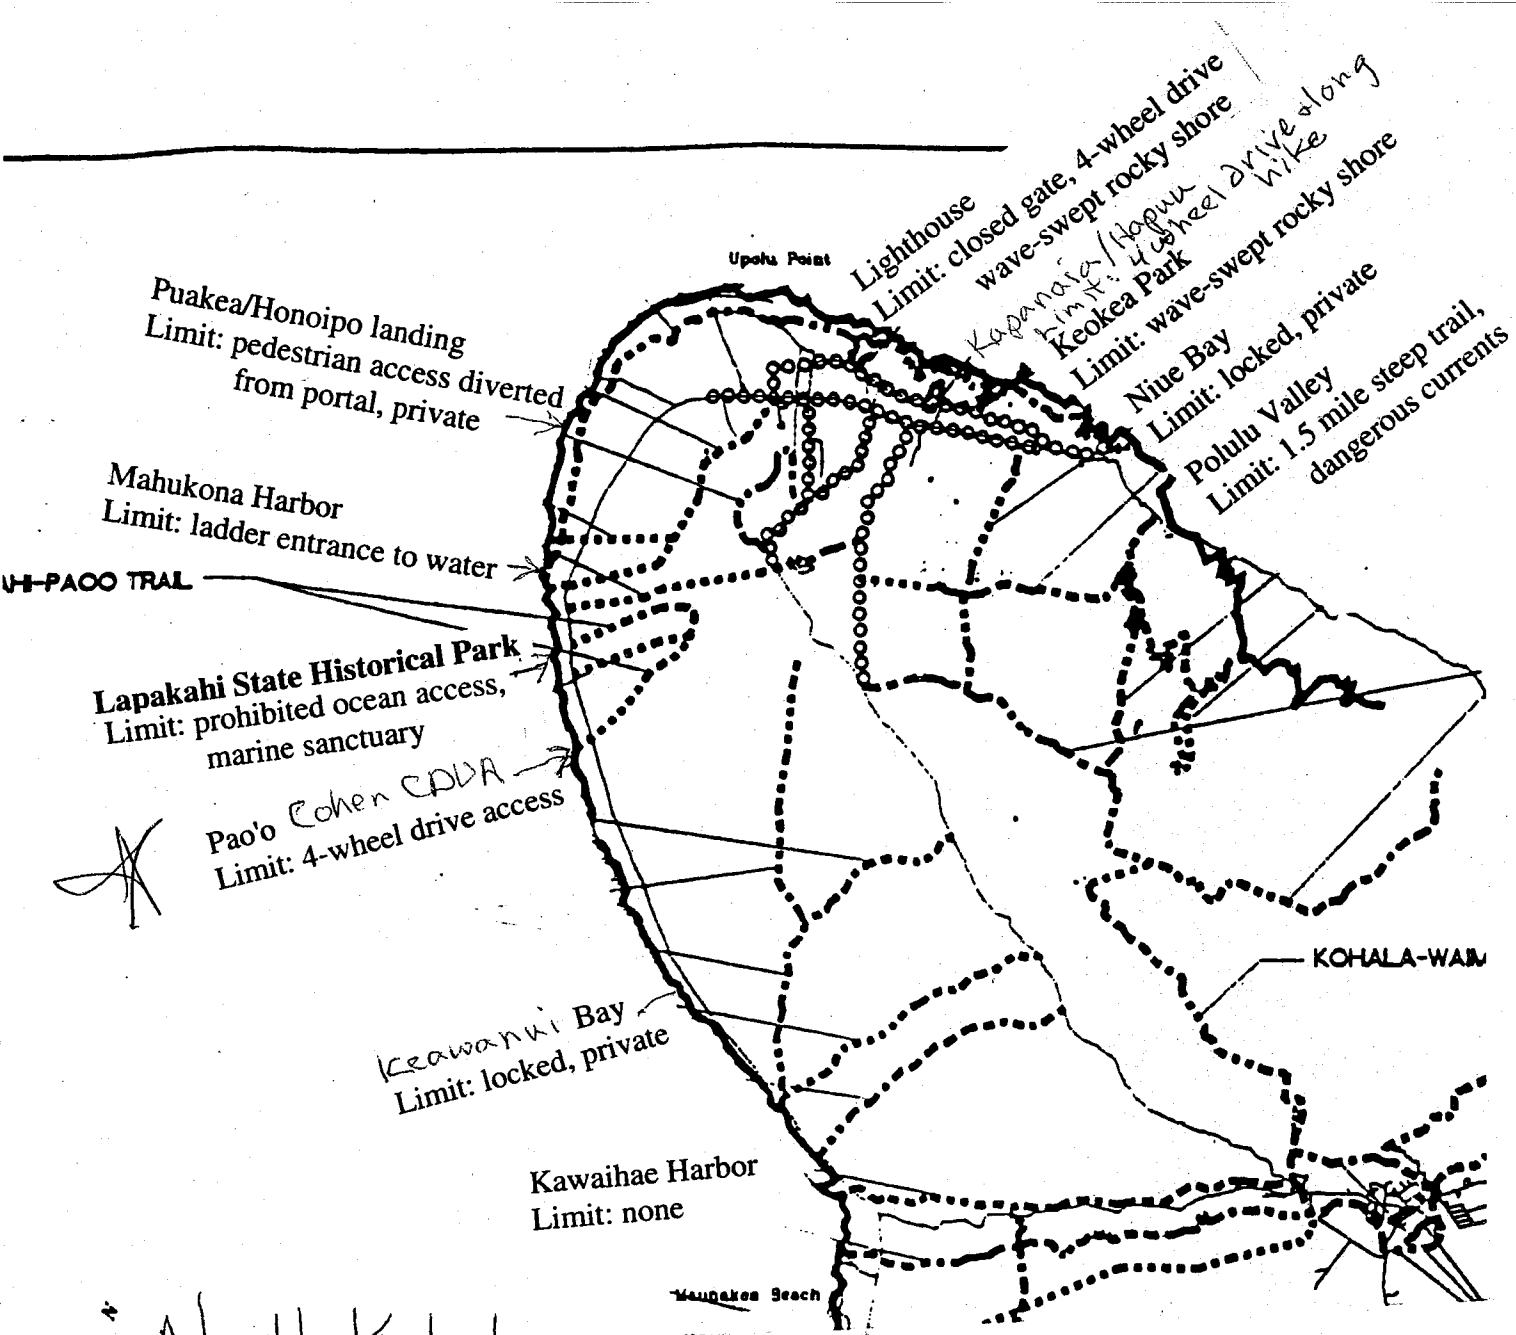 Upolu Point
Lighthouse
Limit: closed gate, 4-wheel drive
wave-swept rocky shore
Kapanaia/Hapuu
Limit: 4 wheel drive along
hike
Keokea Park
Limit: wave-swept rocky shore
Niue Bay
Limit: locked, private
Polulu Valley
Limit: 1.5 mile steep trail,
dangerous currents
Puakea/Honoipo landing
Limit: pedestrian access diverted
from portal, private
Mahukona Harbor
Limit: ladder entrance to water
AHI-PAOO TRAIL
Lapakahi State Historical Park
Limit: prohibited ocean access,
marine sanctuary
Pao'o Cohen CDUA
Limit: 4-wheel drive access
KOHALA-WAIM
Keawanui Bay
Limit: locked, private
Kawaihae Harbor
Limit: none
Maunakea Beach
N